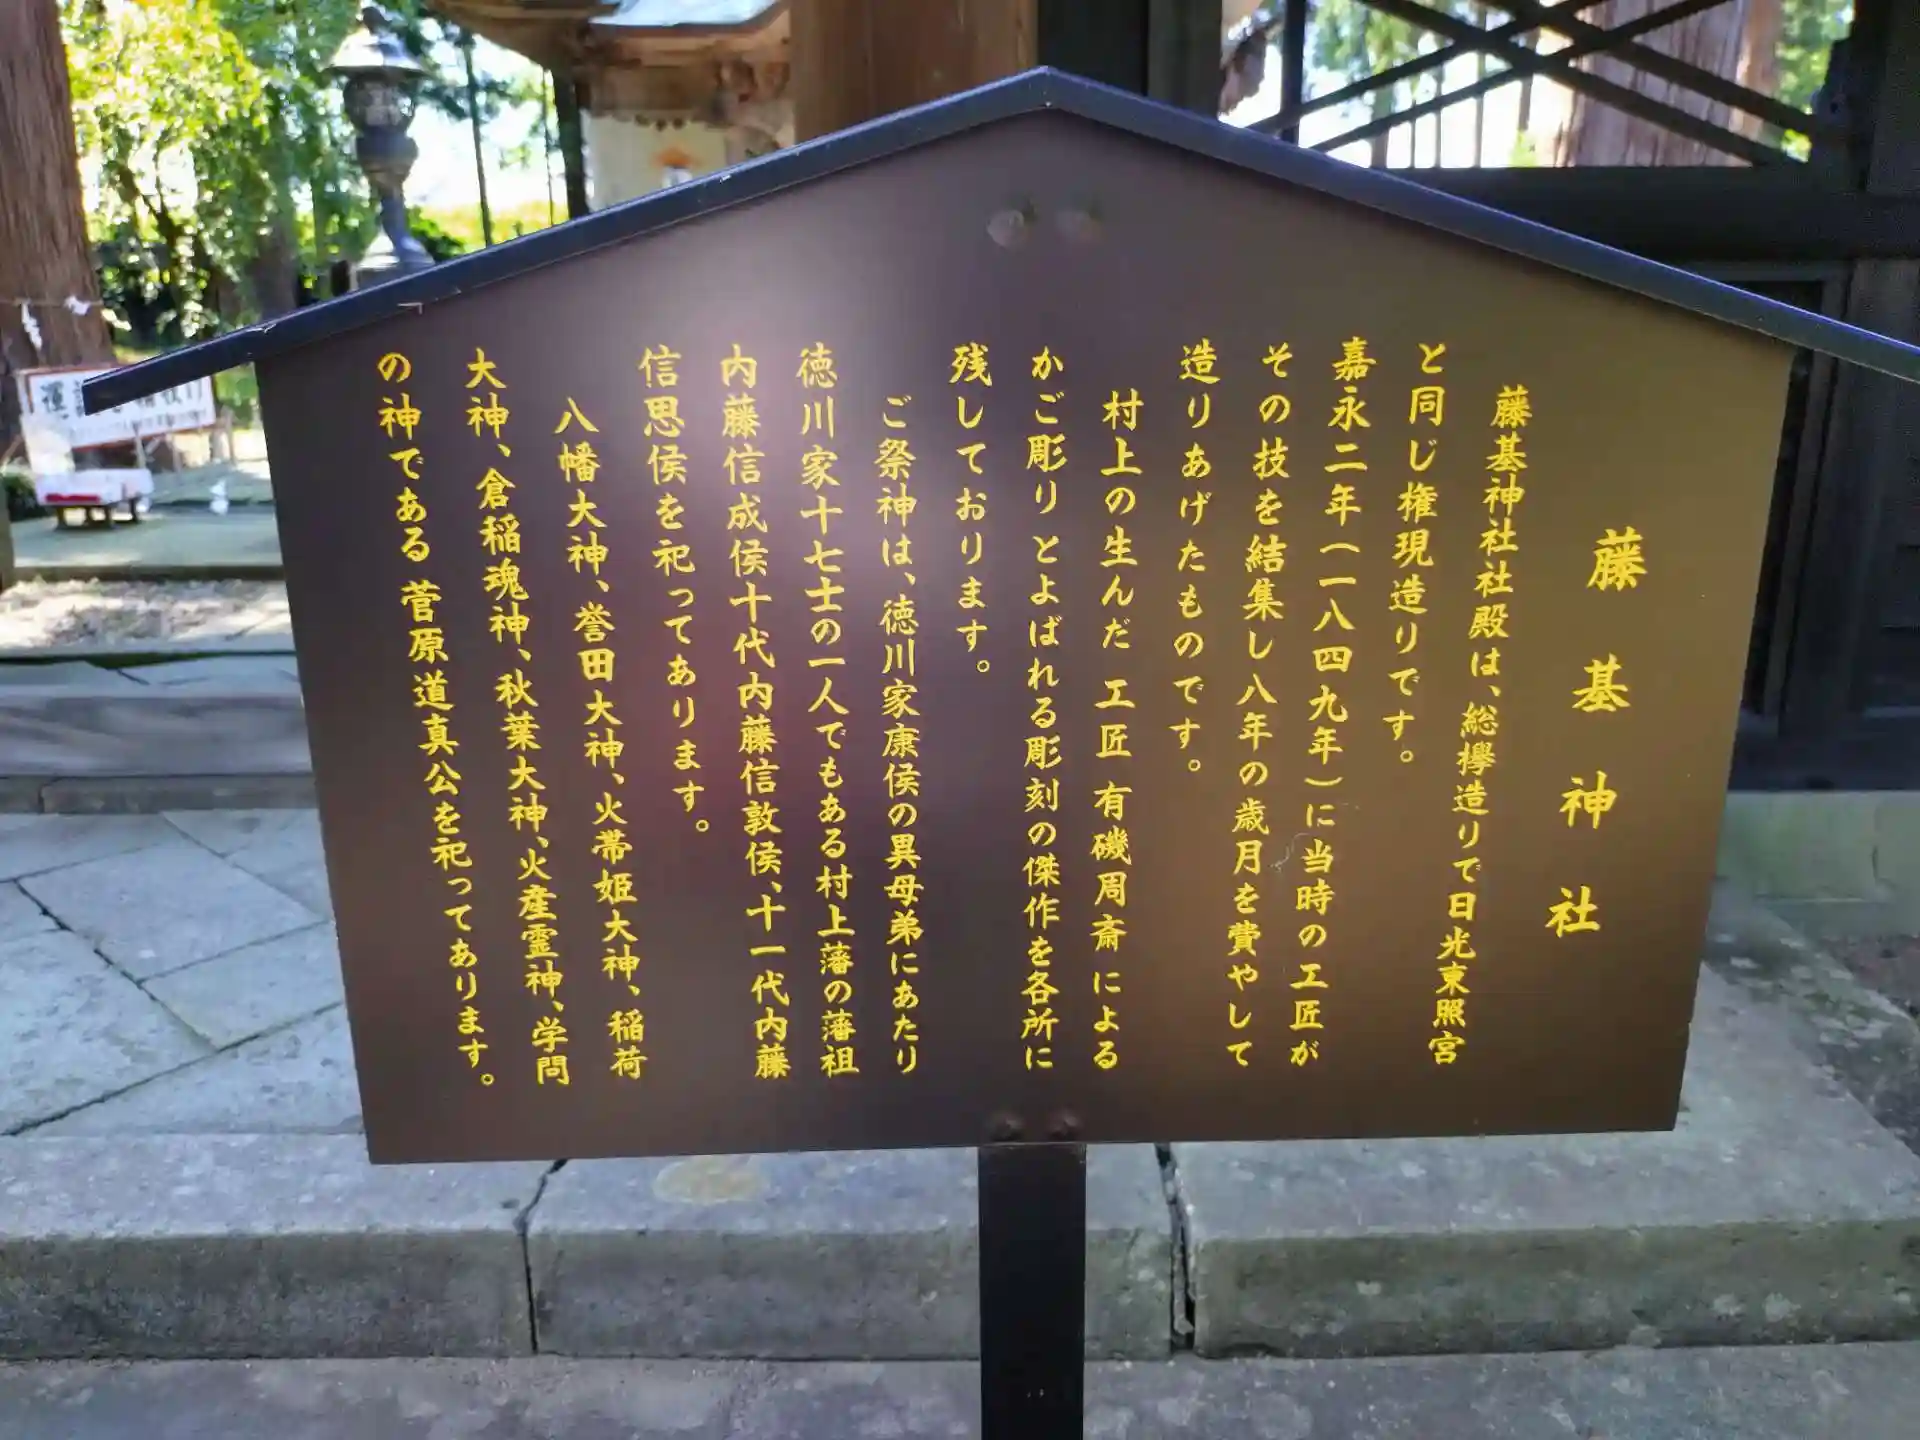 藤基神社
藤基神社社殿は、総欅造りで日光東照宮
と同じ権現造りです。
嘉永二年(一八四九年)に当時の工匠が
その技を結集し八年の歳月を費やして
造りあげたものです。
村上の生んだ工匠有磯周斎による
かご彫りとよばれる彫刻の傑作を各所に
残しております。
ご祭神は、徳川家康侯の異母弟にあたり
徳川家十七士の一人でもある村上藩の藩祖
内藤信成侯十代内藤信敦侯、十一代内藤
信思侯を祀ってあります。
八幡大神、誉田大神、火帯姫大神、稲荷
大神、倉稲魂神、秋葉大神、火産霊神、学問
の神である菅原道真公を祀ってあります。